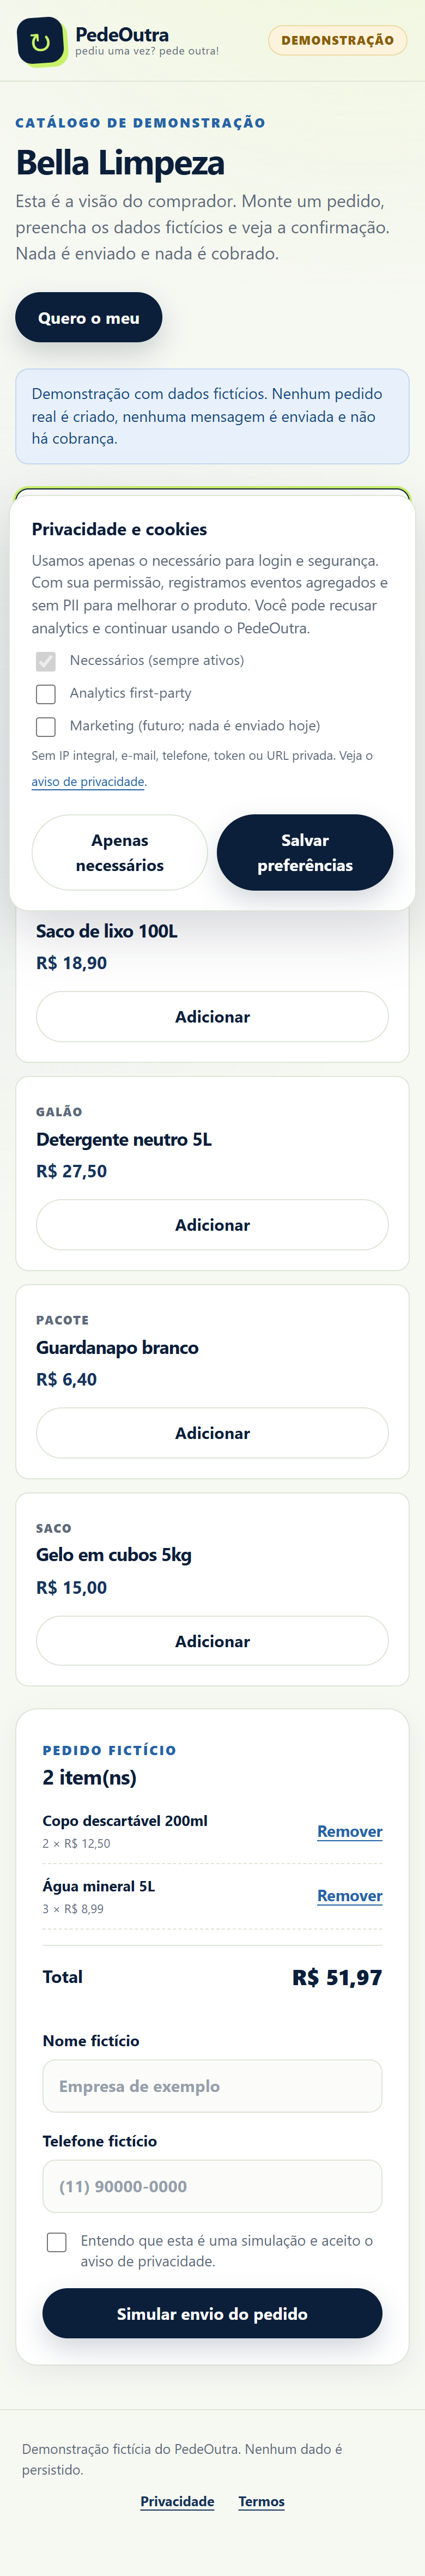 PedeOutra
pediu uma vez? pede outra!
DEMONSTRAÇÃO
CATÁLOGO DE DEMONSTRAÇÃO
Bella Limpeza
Esta é a visão do comprador. Monte um pedido,
preencha os dados fictícios e veja a confirmação.
Nada é enviado e nada é cobrado.
Quero o meu
Demonstração com dados fictícios. Nenhum pedido
real é criado, nenhuma mensagem é enviada e não
há cobrança.
Privacidade e cookies
Usamos apenas o necessário para login e segurança.
Com sua permissão, registramos eventos agregados e
sem PII para melhorar o produto. Você pode recusar
analytics e continuar usando o PedeOutra.
Necessários (sempre ativos)
Analytics first-party
Marketing (futuro; nada é enviado hoje)
Sem IP integral, e-mail, telefone, token ou URL privada. Veja o
aviso de privacidade.
Apenas
necessários
Salvar
preferências
Saco de lixo 100L
R$ 18,90
Adicionar
GALÃO
Detergente neutro 5L
R$ 27,50
Adicionar
PACOTE
Guardanapo branco
R$ 6,40
Adicionar
SACO
Gelo em cubos 5kg
R$ 15,00
Adicionar
PEDIDO FICTÍCIO
2 item(ns)
Copo descartável 200ml
2 × R$ 12,50
Remover
Água mineral 5L
3 × R$ 8,99
Remover
Total
R$ 51,97
Nome fictício
Empresa de exemplo
Telefone fictício
(11) 90000-0000
Entendo que esta é uma simulação e aceito o
aviso de privacidade.
Simular envio do pedido
Demonstração fictícia do PedeOutra. Nenhum dado é
persistido.
Privacidade
Termos